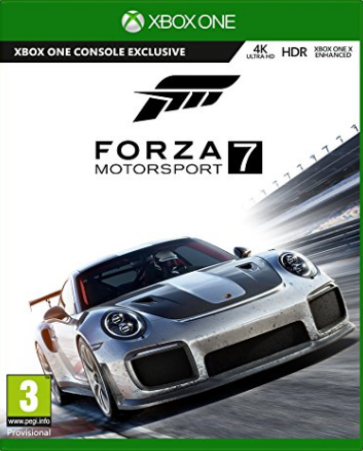 XBOX ONE
XBOX ONE CONSOLE EXCLUSIVE
4K
ULTRA HD
HDR
XBOX ONE X
ENHANCED
FORZA
MOTORSPORT
7
3
www.pegi.info
Provisional